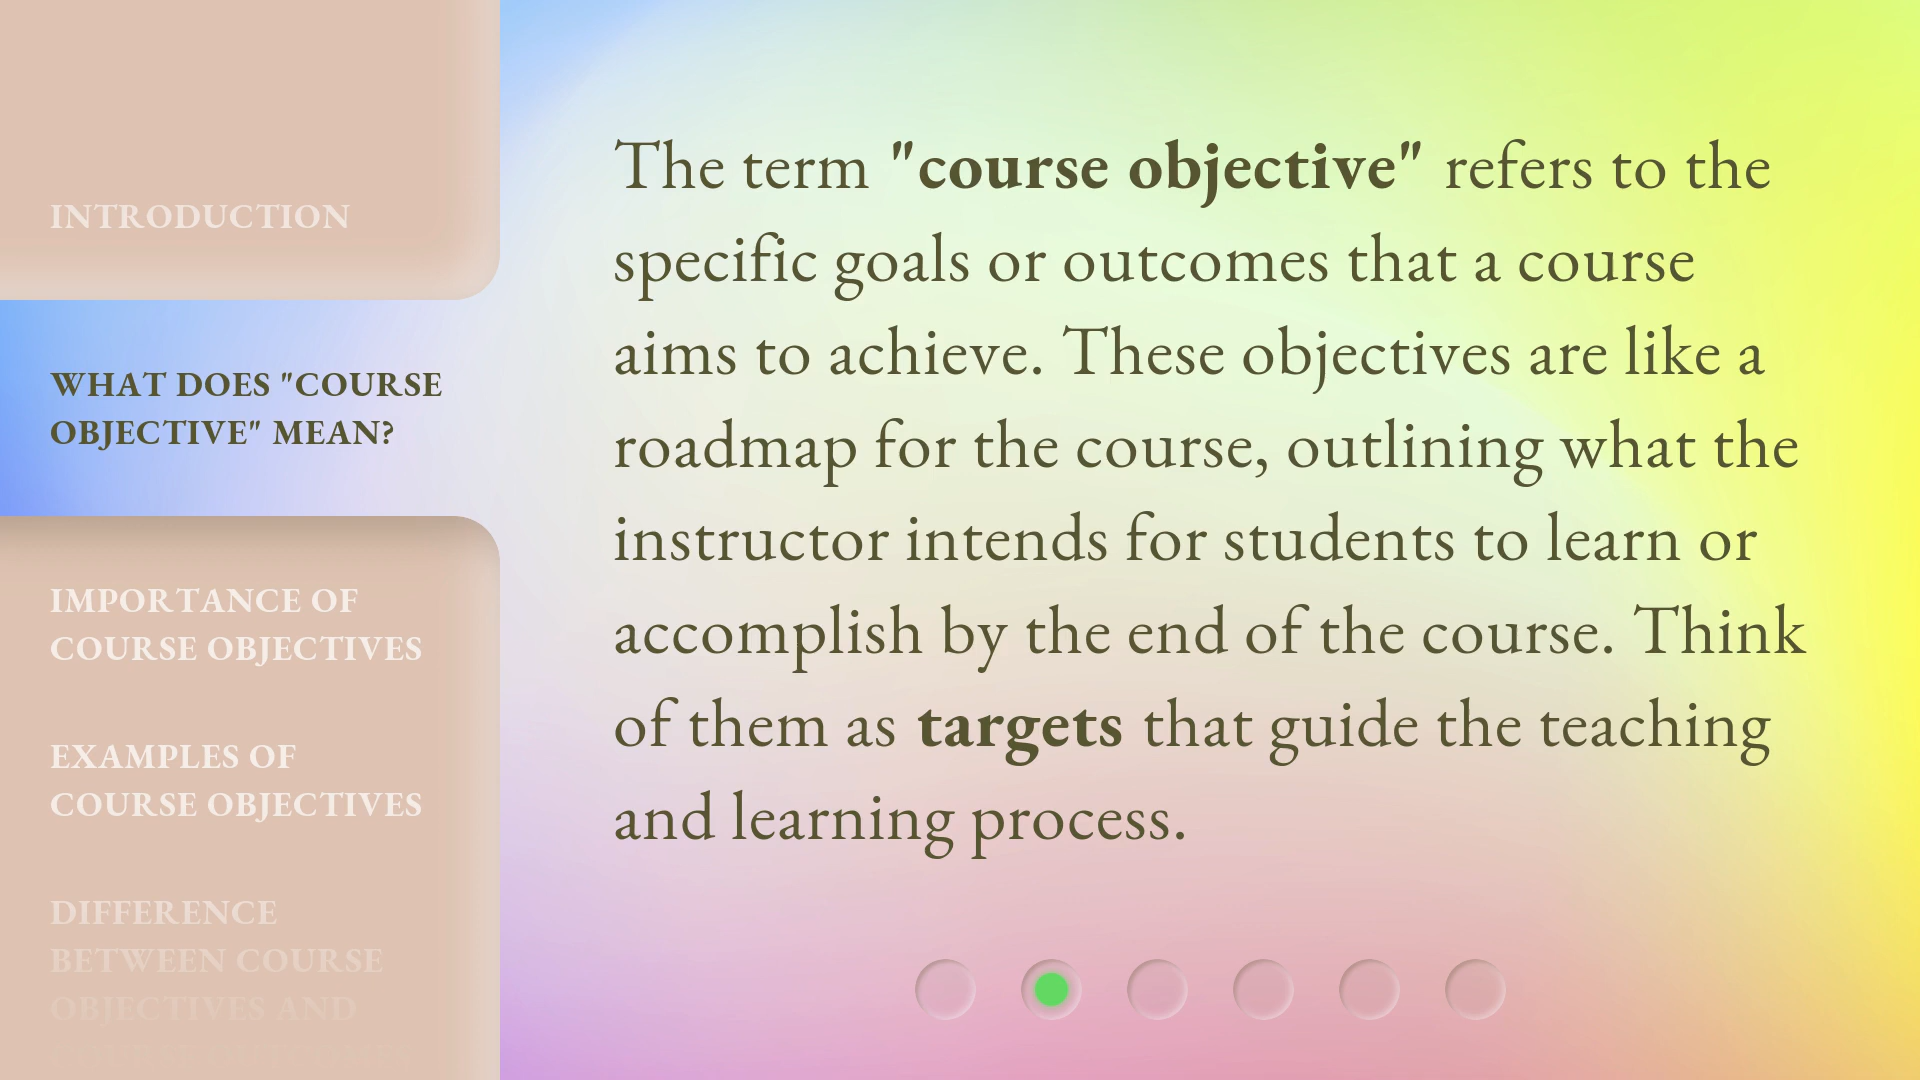 INTRODUCTION
WHAT DOES "COURSE
OBJECTIVE" MEAN?
IMPORTANCE OF
COURSE OBJECTIVES
EXAMPLES OF
COURSE OBJECTIVES
DIFFERENCE
BETWEEN COURSE
OBJECTIVES AND
The term "course objective" refers to the
specific goals or outcomes that a course
aims to achieve. These objectives are like a
roadmap for the course, outlining what the
instructor intends for students to learn or
accomplish by the end of the course. Think
of them as targets that guide the teaching
and learning process.